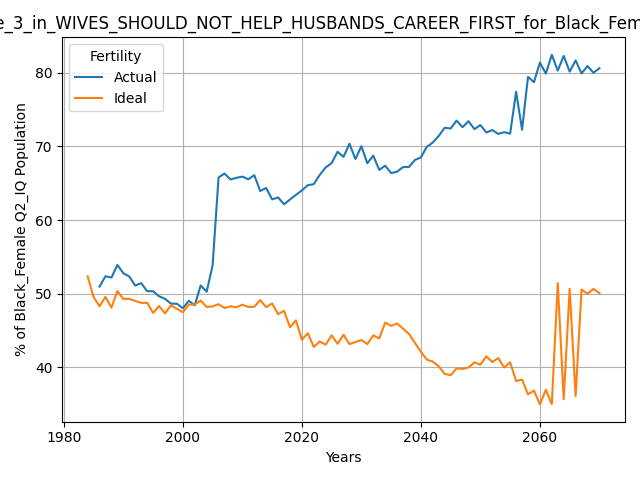 e_3_in_WIVES_SHOULD_NOT_HELP_HUSBANDS_CAREER_FIRST_for_Black_Fem
Fertility
Actual
Ideal
% of Black_Female Q2_IQ Population
80
70
60
50
40
1980
2000
2020
2040
2060
Years